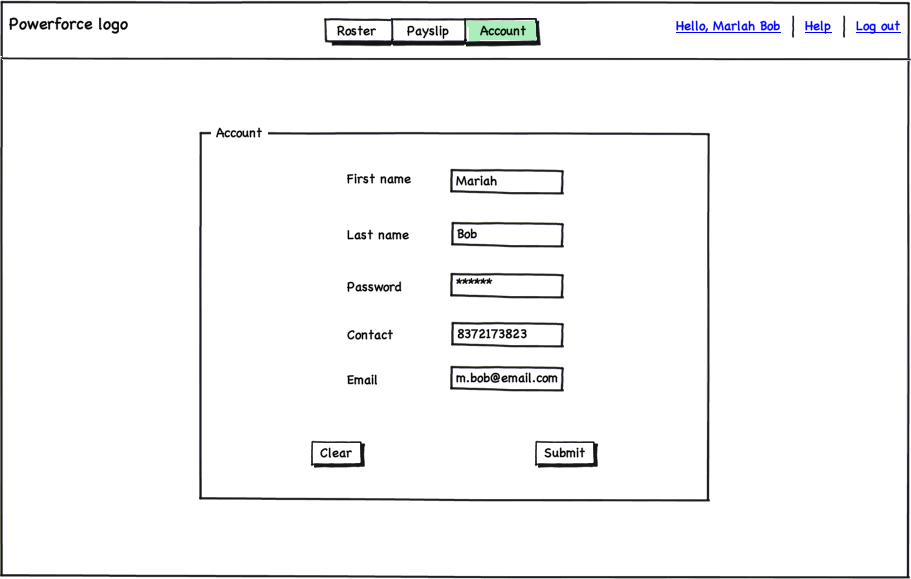 Powerforce logo
Roster Payslip Account
Hello, Mariah Bob Help Log out
Account
First name Mariah
Last name Bob
Password ******
Contact 8372173823
Email m.bob@email.com
Clear Submit